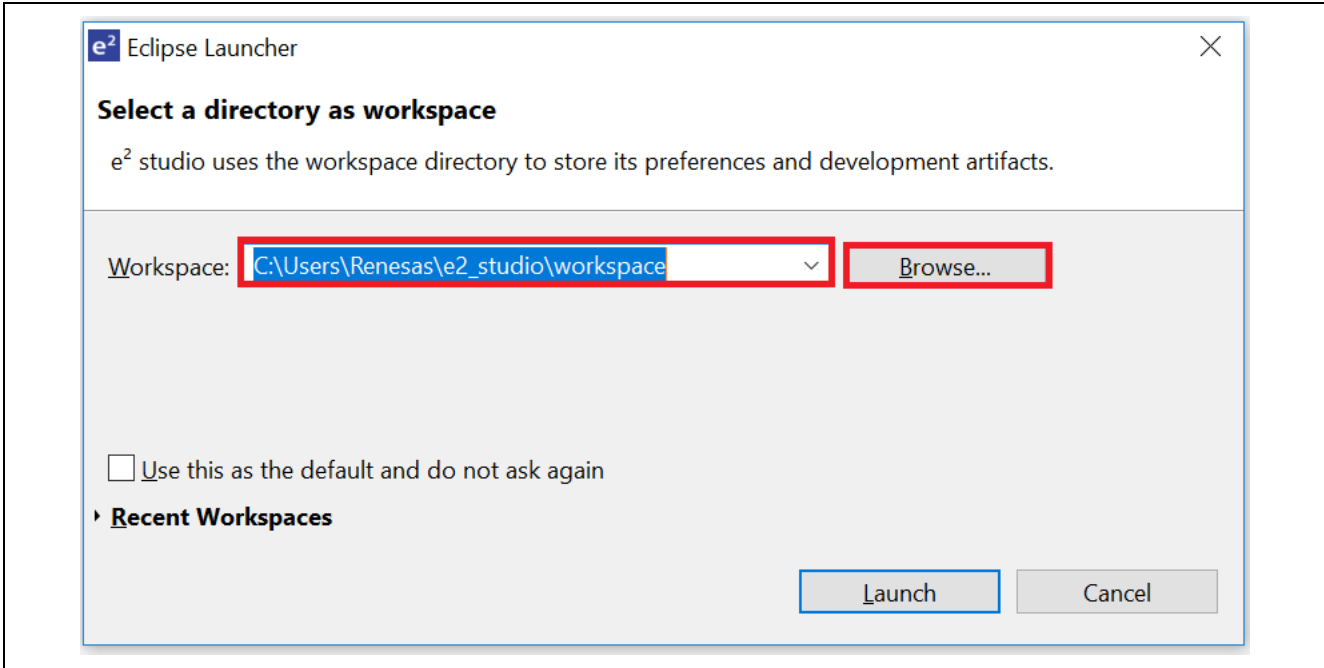 e² Eclipse Launcher
Select a directory as workspace
e² studio uses the workspace directory to store its preferences and development artifacts.
Workspace: C:\Users\Renesas\e2_studio\workspace Browse...
Use this as the default and do not ask again
Recent Workspaces
Launch Cancel